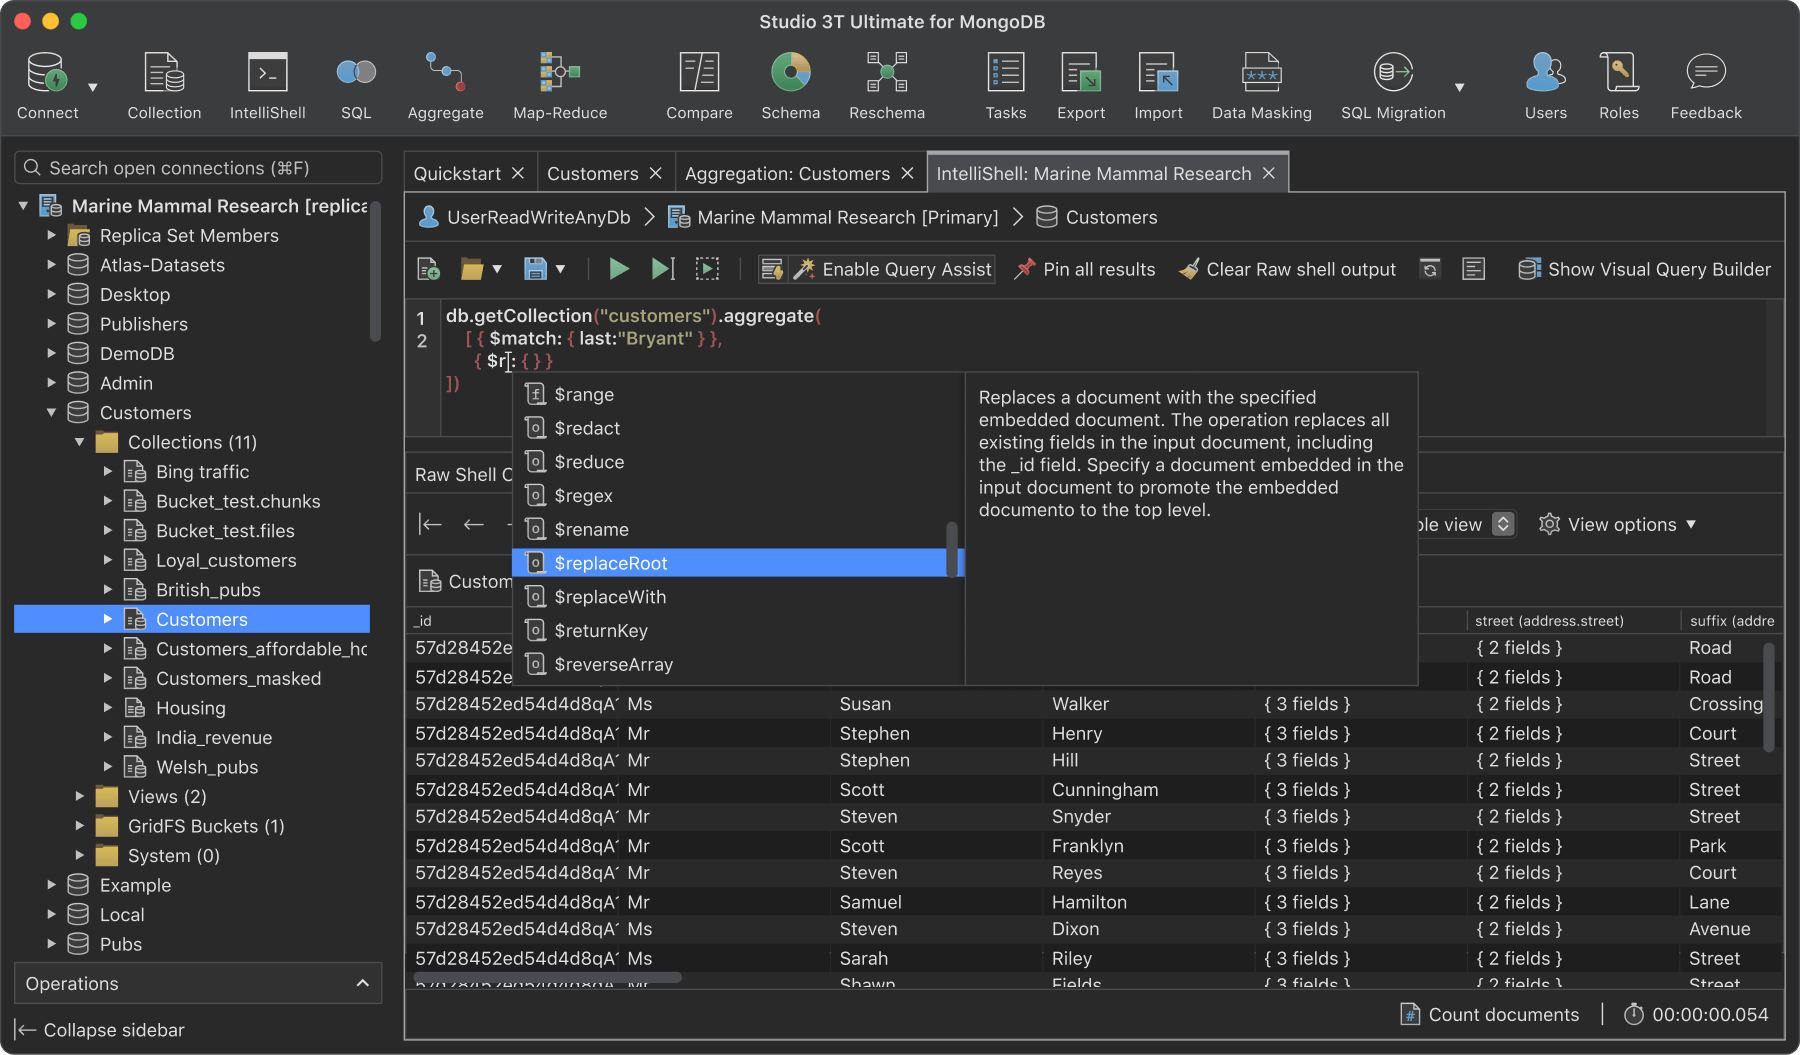 Studio 3T Ultimate for MongoDB
Connect
Collection
IntelliShell
SQL
Aggregate
Map-Reduce
Compare
Schema
Reschema
Tasks
Export
Import
Data Masking
SQL Migration
Users
Roles
Feedback
Search open connections (⌘F)
Marine Mammal Research [replica
Replica Set Members
Atlas-Datasets
Desktop
Publishers
DemoDB
Admin
Customers
Collections (11)
Bing traffic
Bucket_test.chunks
Bucket_test.files
Loyal_customers
British_pubs
Customers
Customers_affordable_ho
Customers_masked
Housing
India_revenue
Welsh_pubs
Views (2)
GridFS Buckets (1)
System (0)
Example
Local
Pubs
Operations
Collapse sidebar
Quickstart
Customers
Aggregation: Customers
IntelliShell: Marine Mammal Research
UserReadWriteAnyDb
Marine Mammal Research [Primary]
Customers
Enable Query Assist
Pin all results
Clear Raw shell output
Show Visual Query Builder
1 db.getCollection("customers").aggregate(
2 [ { $match: { last:"Bryant" } },
{ $r: { } }
])
$range
$redact
$reduce
$regex
$rename
$replaceRoot
$replaceWith
$returnKey
$reverseArray
Replaces a document with the specified
embedded document. The operation replaces all
existing fields in the input document, including
the _id field. Specify a document embedded in the
input document to promote the embedded
documento to the top level.
Raw Shell
ble view
View options
Custom
_id street (address.street) suffix (addre
57d28452e { 2 fields } Road
57d28452e { 2 fields } Road
57d28452ed54d4d8qA Ms Susan Walker { 3 fields } { 2 fields } Crossing
57d28452ed54d4d8qA Mr Stephen Henry { 3 fields } { 2 fields } Court
57d28452ed54d4d8qA Mr Stephen Hill { 3 fields } { 2 fields } Street
57d28452ed54d4d8qA Mr Scott Cunningham { 3 fields } { 2 fields } Street
57d28452ed54d4d8qA Mr Steven Snyder { 3 fields } { 2 fields } Street
57d28452ed54d4d8qA Mr Scott Franklyn { 3 fields } { 2 fields } Park
57d28452ed54d4d8qA Mr Steven Reyes { 3 fields } { 2 fields } Court
57d28452ed54d4d8qA Mr Samuel Hamilton { 3 fields } { 2 fields } Lane
57d28452ed54d4d8qA Ms Steven Dixon { 3 fields } { 2 fields } Avenue
57d28452ed54d4d8qA Ms Sarah Riley { 3 fields } { 2 fields } Street
57d28452ed54d4d8qA Mr Shawn Fields { 3 fields } { 2 fields } Street
Count documents
00:00:00.054